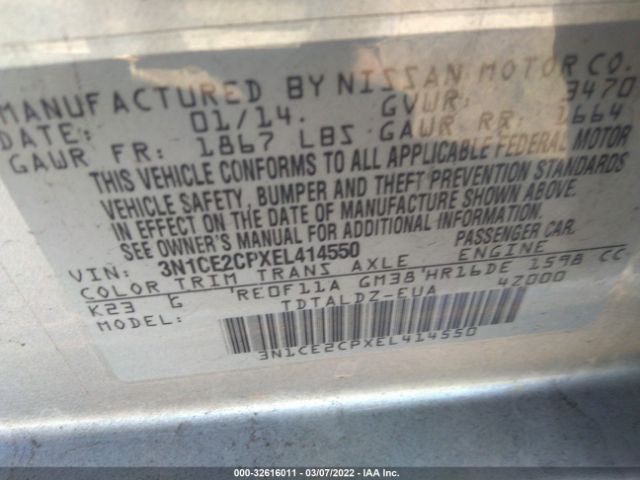 MANUFACTURED BY NISSAN MOTOR CO.
DATE: 01/14. GVWR: 3470
GAWR FR: 1867 LBS GAWR RR: 1664
THIS VEHICLE CONFORMS TO ALL APPLICABLE FEDERAL MOTOR
VEHICLE SAFETY, BUMPER AND THEFT PREVENTION STANDARDS
IN EFFECT ON THE DATE OF MANUFACTURE SHOWN ABOVE.
SEE OWNER'S MANUAL FOR ADDITIONAL INFORMATION.
VIN: 3N1CE2CPXEL414550 PASSENGER CAR.
COLOR TRIM TRANS AXLE ENGINE
K23 G RE0F11A GM38 HR16DE 1598 CC
MODEL: TDTALDZ-EUA 42000
3N1CE2CPXEL414550
000-32616011 - 03/07/2022 - IAA Inc.